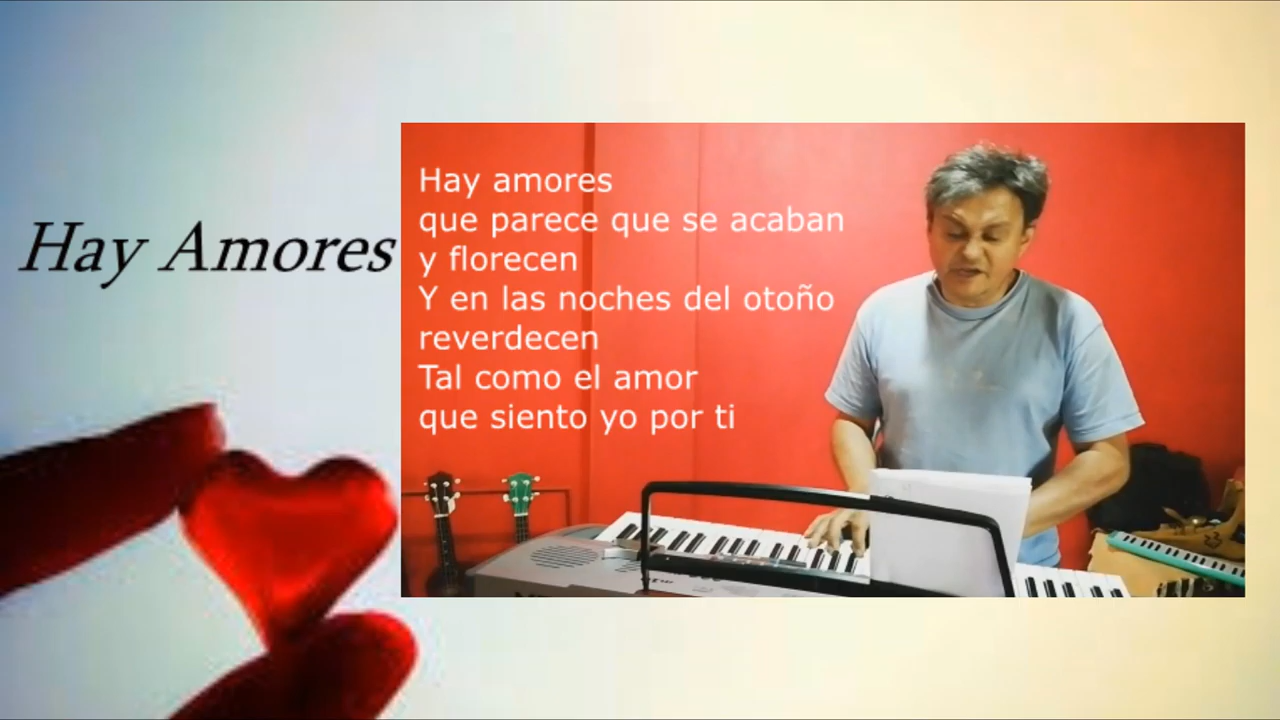 Hay Amores
Hay amores
que parece que se acaban
y florecen
Y en las noches del otoño
reverdecen
Tal como el amor
que siento yo por ti